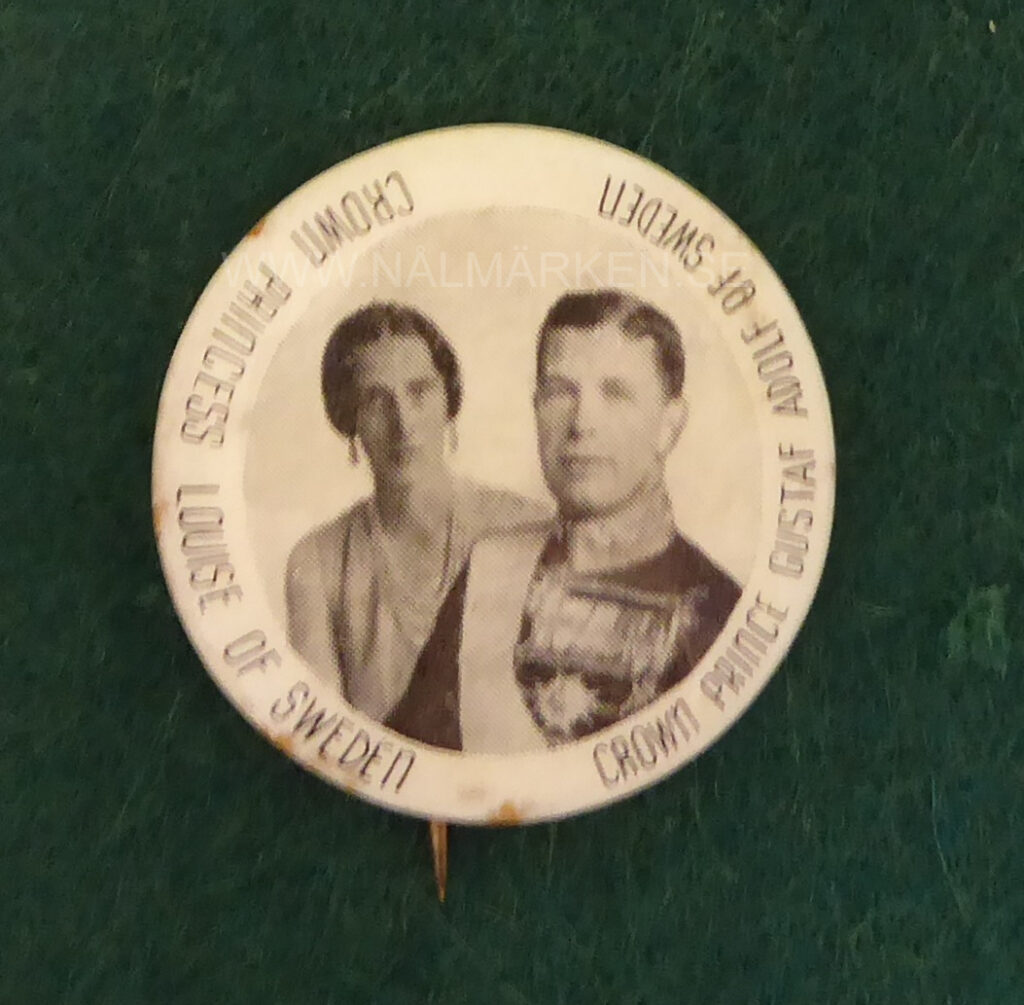 CROWN PRINCESS LOUISE OF SWEDEN
CROWN PRINCE GUSTAF ADOLF OF SWEDEN
WWW.NÅLMÄRKEN.SE